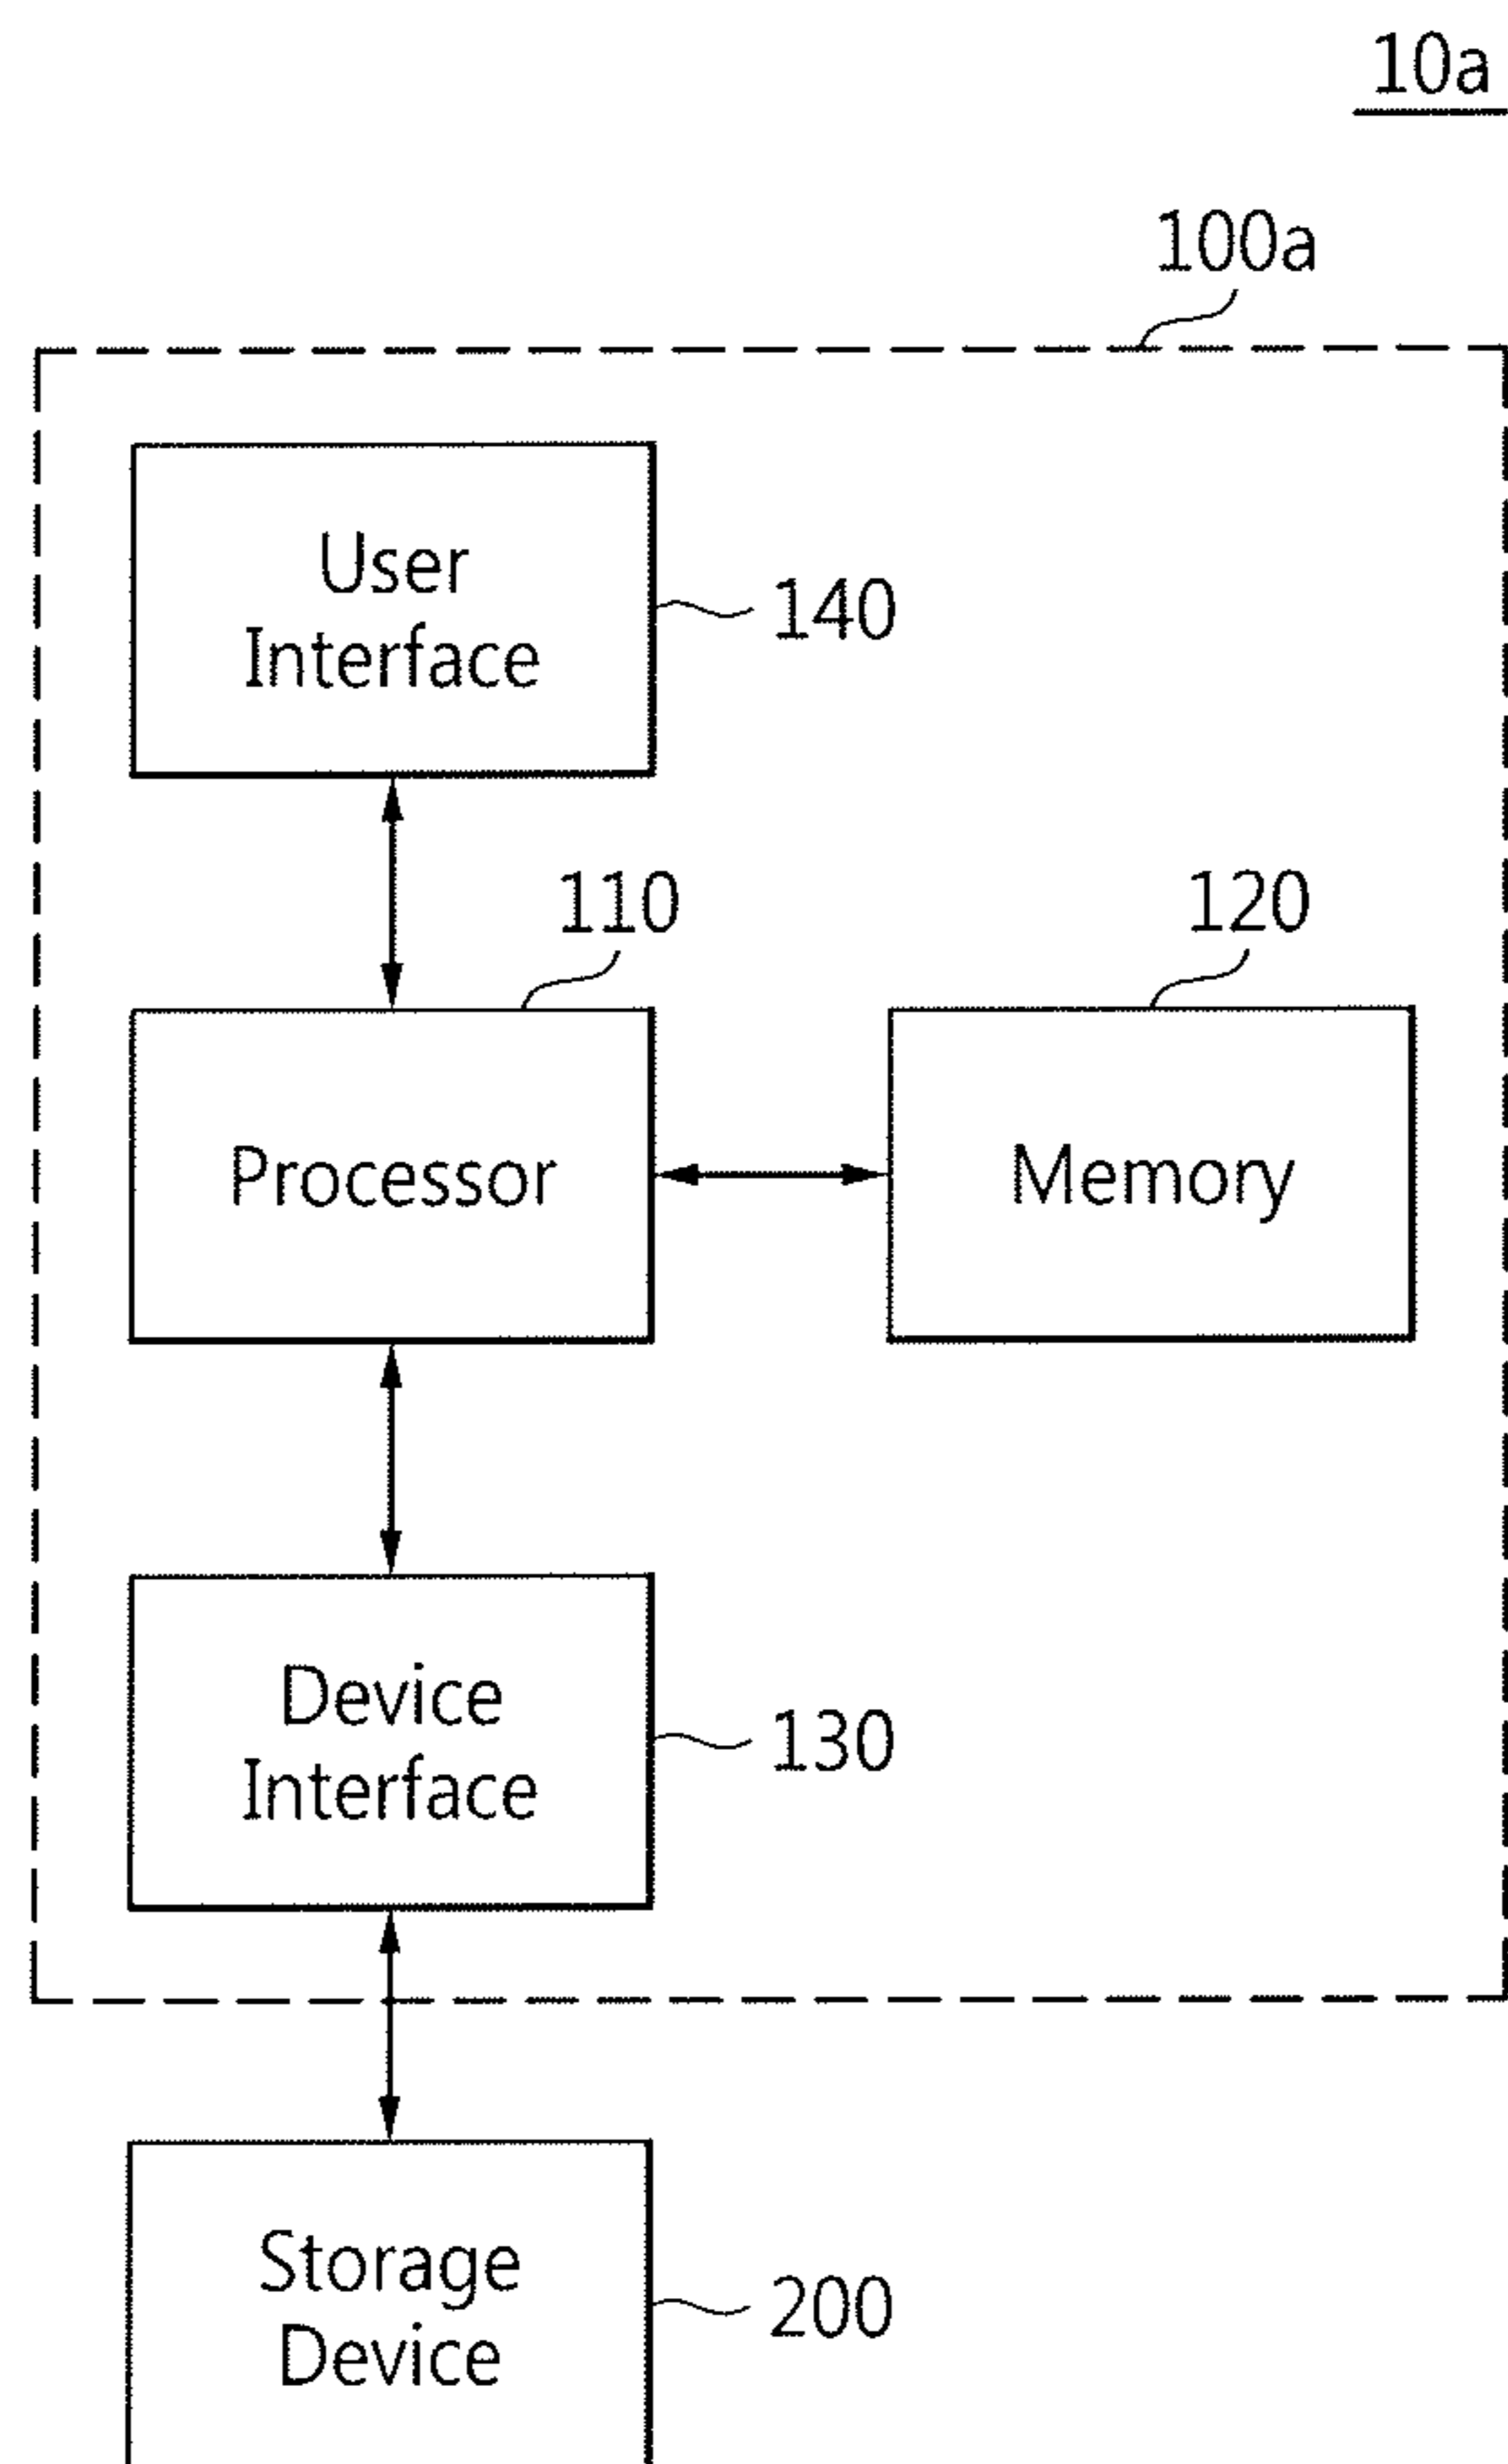 10a
100a
User
Interface
140
110
120
Processor
Memory
Device
Interface
130
Storage
Device
200